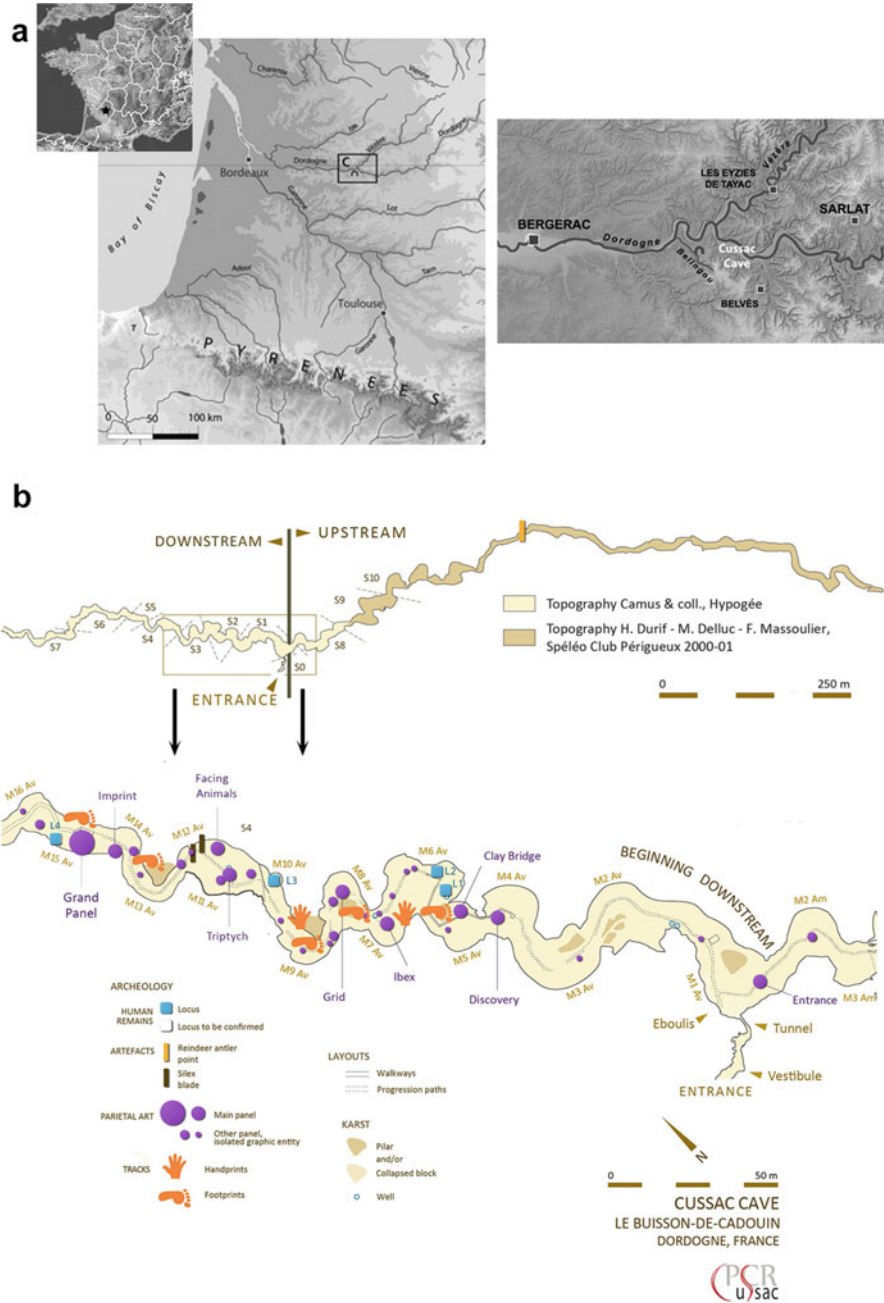 a
Charente
Vienne
Isle
Vézère
Dordogne
Dordogne
C
Bordeaux
Garonne
Lot
Bay of Biscay
Tarn
Adour
Toulouse
Garonne
PYRENEES
0 50 100 km
LES EYZIES
DE TAYAC
Vézère
SARLAT
BERGERAC
Dordogne
Cussac
Cave
Belingou
BELVÈS
b
DOWNSTREAM
UPSTREAM
S10
S9
S8
S5
S6
S7
S4
S3
S2
S1
S0
ENTRANCE
Topography Camus & coll., Hypogée
Topography H. Durif - M. Delluc - F. Massoulier,
Spéléo Club Périgueux 2000-01
0 250 m
Facing
Animals
Imprint
M16 Av
M14 Av
M12 Av
S4
L4
M15 Av
Grand
Panel
M13 Av
M11 Av
Triptych
M10 Av
L3
M9 Av
M8 Av
Grid
M7 Av
Ibex
M6 Av
L2
L1
Clay Bridge
M5 Av
M4 Av
Discovery
M3 Av
M2 Av
BEGINNING DOWNSTREAM
M2 Am
M1 Av
Entrance
M3 Am
Eboulis
Tunnel
Vestibule
ENTRANCE
ARCHEOLOGY
HUMAN
REMAINS
Locus
Locus to be confirmed
ARTEFACTS
Reindeer antler
point
Silex
blade
PARIETAL ART
Main panel
Other panel,
isolated graphic entity
TRACKS
Handprints
Footprints
LAYOUTS
Walkways
Progression paths
KARST
Pilar
and/or
Collapsed block
Well
N
0 50 m
CUSSAC CAVE
LE BUISSON-DE-CADOUIN
DORDOGNE, FRANCE
PCR
Cussac